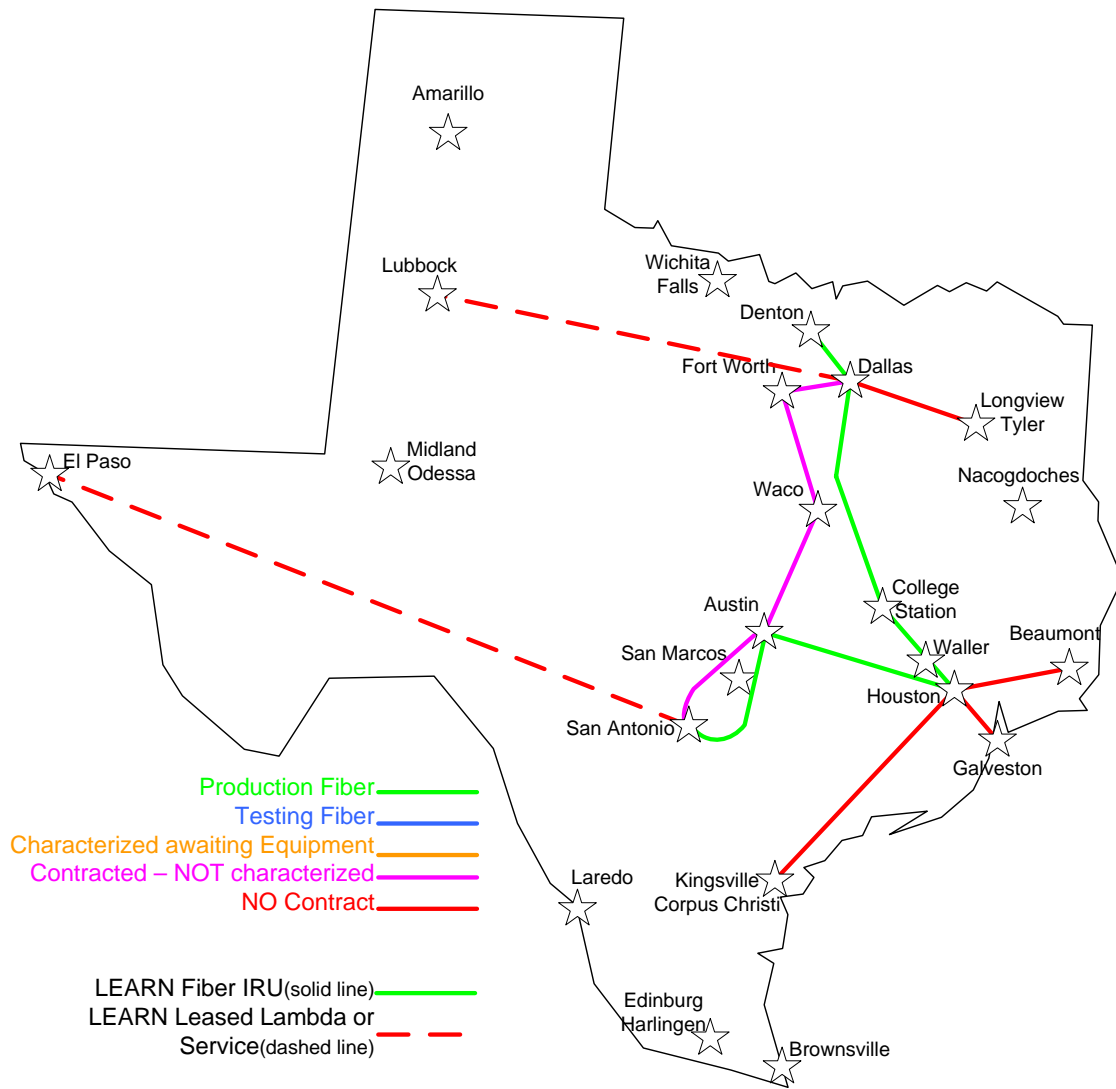 Amarillo
Lubbock
Wichita
Falls
Denton
Fort Worth
Dallas
Longview
Tyler
El Paso
Midland
Odessa
Nacogdoches
Waco
College
Station
Austin
Beaumont
Waller
San Marcos
Houston
San Antonio
Galveston
Production Fiber
Testing Fiber
Characterized awaiting Equipment
Contracted – NOT characterized
NO Contract
Laredo
Kingsville
Corpus Christi
LEARN Fiber IRU(solid line)
LEARN Leased Lambda or
Service(dashed line)
Edinburg
Harlingen
Brownsville